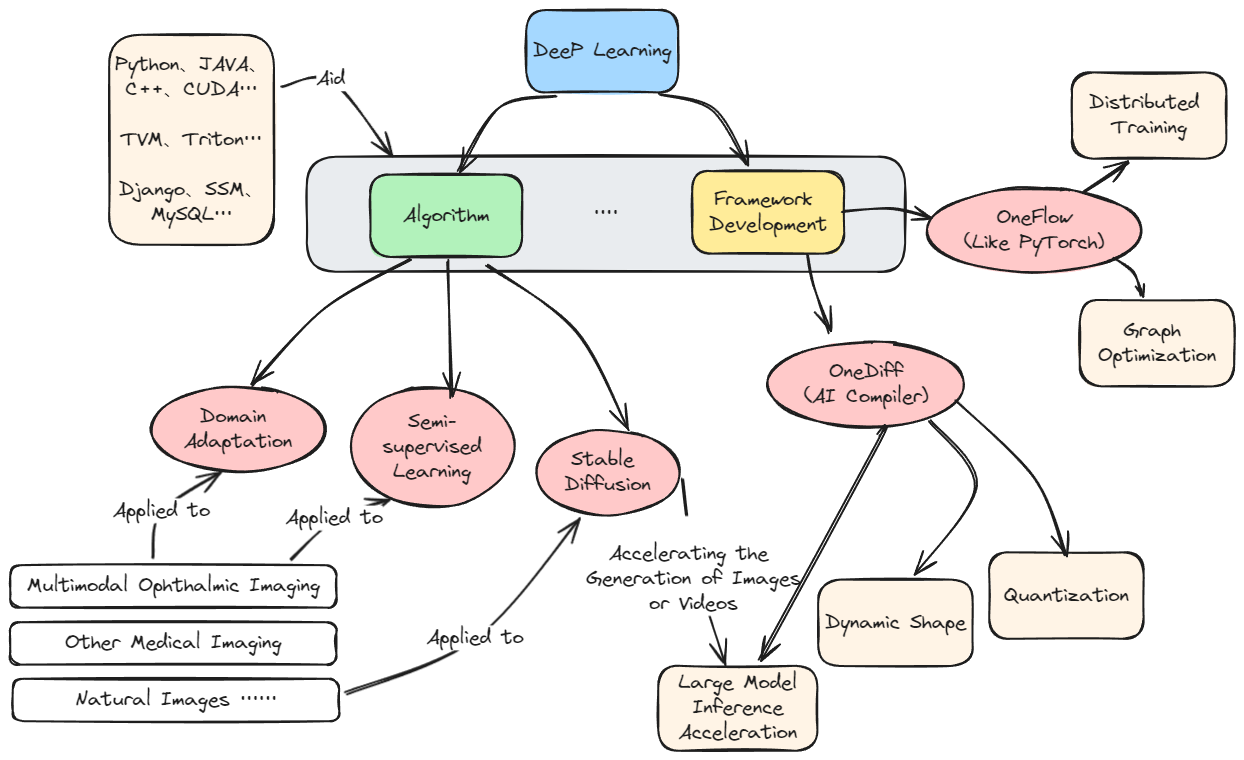 DeeP Learning
Python、JAVA、
C++、CUDA...
TVM、Triton...
Django、SSM、
MySQL...
Aid
Algorithm
....
Framework
Development
OneFlow
(Like PyTorch)
Distributed
Training
Graph
Optimization
OneDiff
(AI Compiler)
Domain
Adaptation
Semi-
supervised
Learning
Stable
Diffusion
Applied to
Applied to
Multimodal Ophthalmic Imaging
Other Medical Imaging
Natural Images ......
Applied to
Accelerating the
Generation of Images
or Videos
Large Model
Inference
Acceleration
Dynamic Shape
Quantization